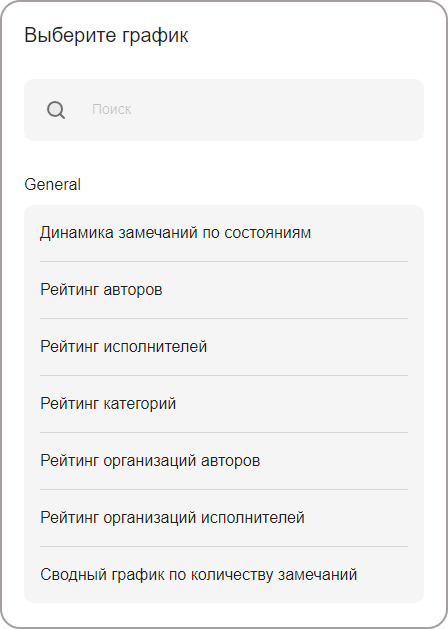 Выберите график
Поиск
General
Динамика замечаний по состояниям
Рейтинг авторов
Рейтинг исполнителей
Рейтинг категорий
Рейтинг организаций авторов
Рейтинг организаций исполнителей
Сводный график по количеству замечаний